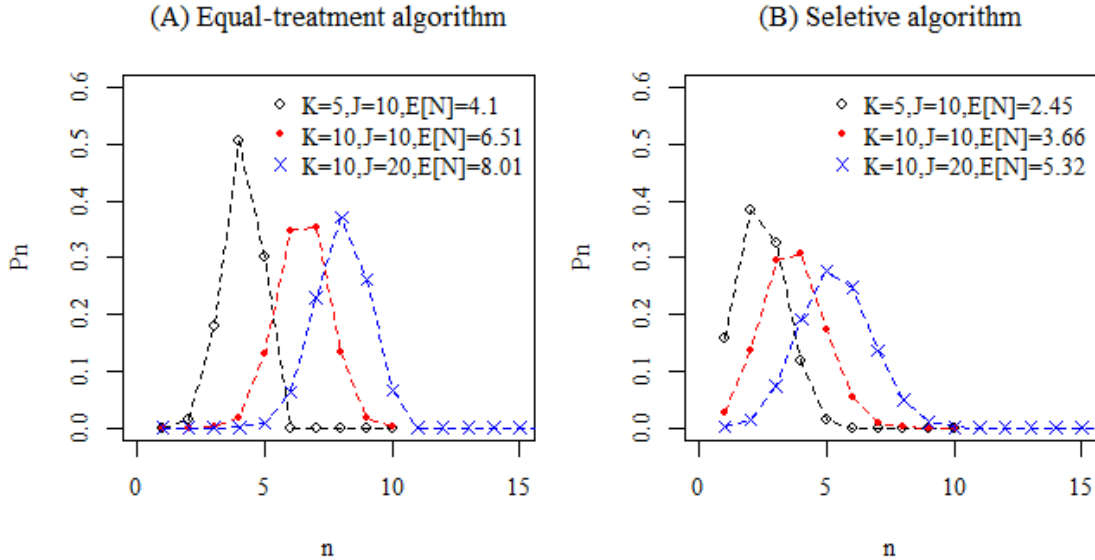 (A) Equal-treatment algorithm
Pn
0.0 0.1 0.2 0.3 0.4 0.5 0.6
K=5,J=10,E[N]=4.1
K=10,J=10,E[N]=6.51
K=10,J=20,E[N]=8.01
0 5 10 15
n
(B) Seletive algorithm
Pn
0.0 0.1 0.2 0.3 0.4 0.5 0.6
K=5,J=10,E[N]=2.45
K=10,J=10,E[N]=3.66
K=10,J=20,E[N]=5.32
0 5 10 15
n